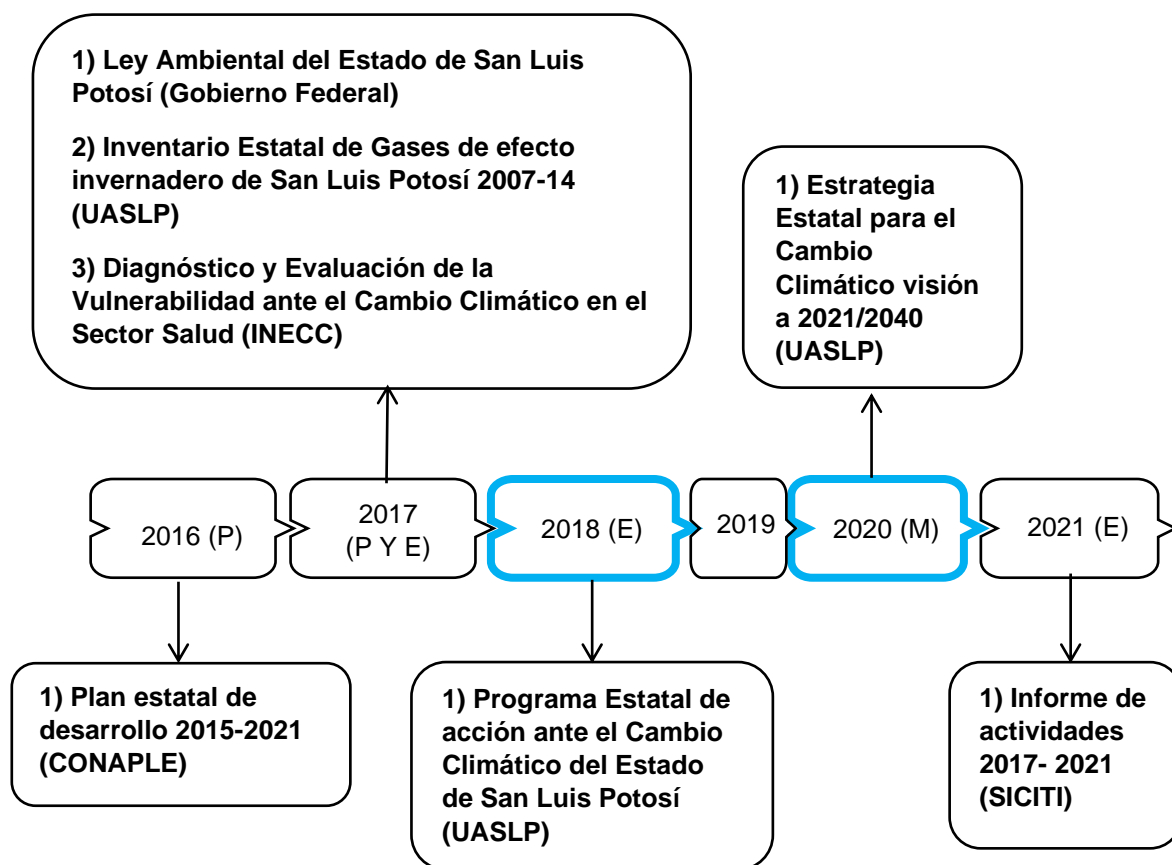 1) Ley Ambiental del Estado de San Luis
Potosí (Gobierno Federal)
2) Inventario Estatal de Gases de efecto
invernadero de San Luis Potosí 2007-14
(UASLP)
3) Diagnóstico y Evaluación de la
Vulnerabilidad ante el Cambio Climático en el
Sector Salud (INECC)
1) Estrategia
Estatal para el
Cambio
Climático visión
a 2021/2040
(UASLP)
2016 (P)
2017
(P Y E)
2018 (E)
2019
2020 (M)
2021 (E)
1) Plan estatal de
desarrollo 2015-2021
(CONAPLE)
1) Programa Estatal de
acción ante el Cambio
Climático del Estado
de San Luis Potosí
(UASLP)
1) Informe de
actividades
2017- 2021
(SICITI)